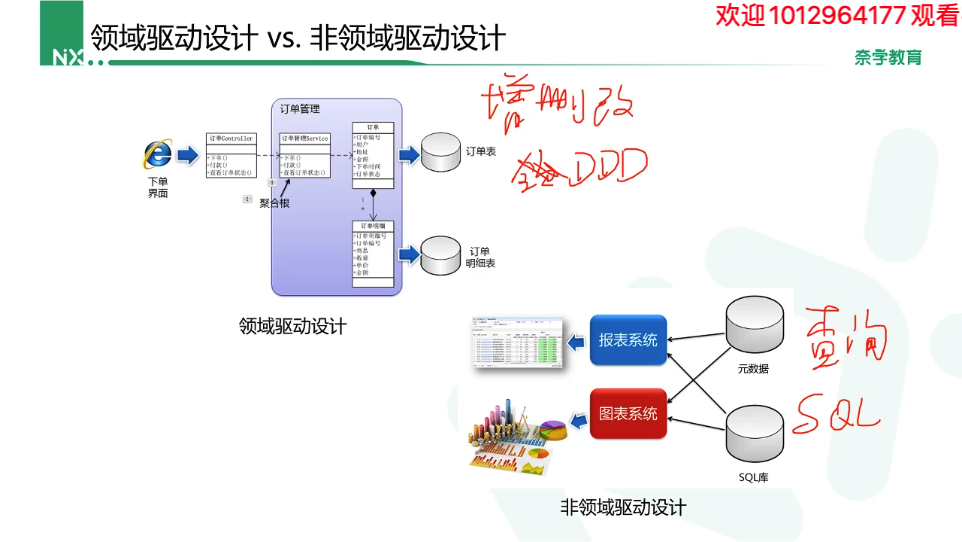 欢迎1012964177观看
领域驱动设计 vs. 非领域驱动设计
NX
奈学教育
增删改
DDD
订单管理
订单Controller
+下单()
+付款()
+查看订单状态()
订单管理Service
+下单()
+付款()
+查看订单状态()
订单
+订单编号
+用户
+地址
+金额
+下单时间
+订单状态
订单表
下单
界面
聚合根
1
*
订单明细
+订单明细号
+订单编号
+商品
+数量
+单价
+金额
订单
明细表
领域驱动设计
报表系统
图表系统
元数据
SQL库
查询
SQL
非领域驱动设计